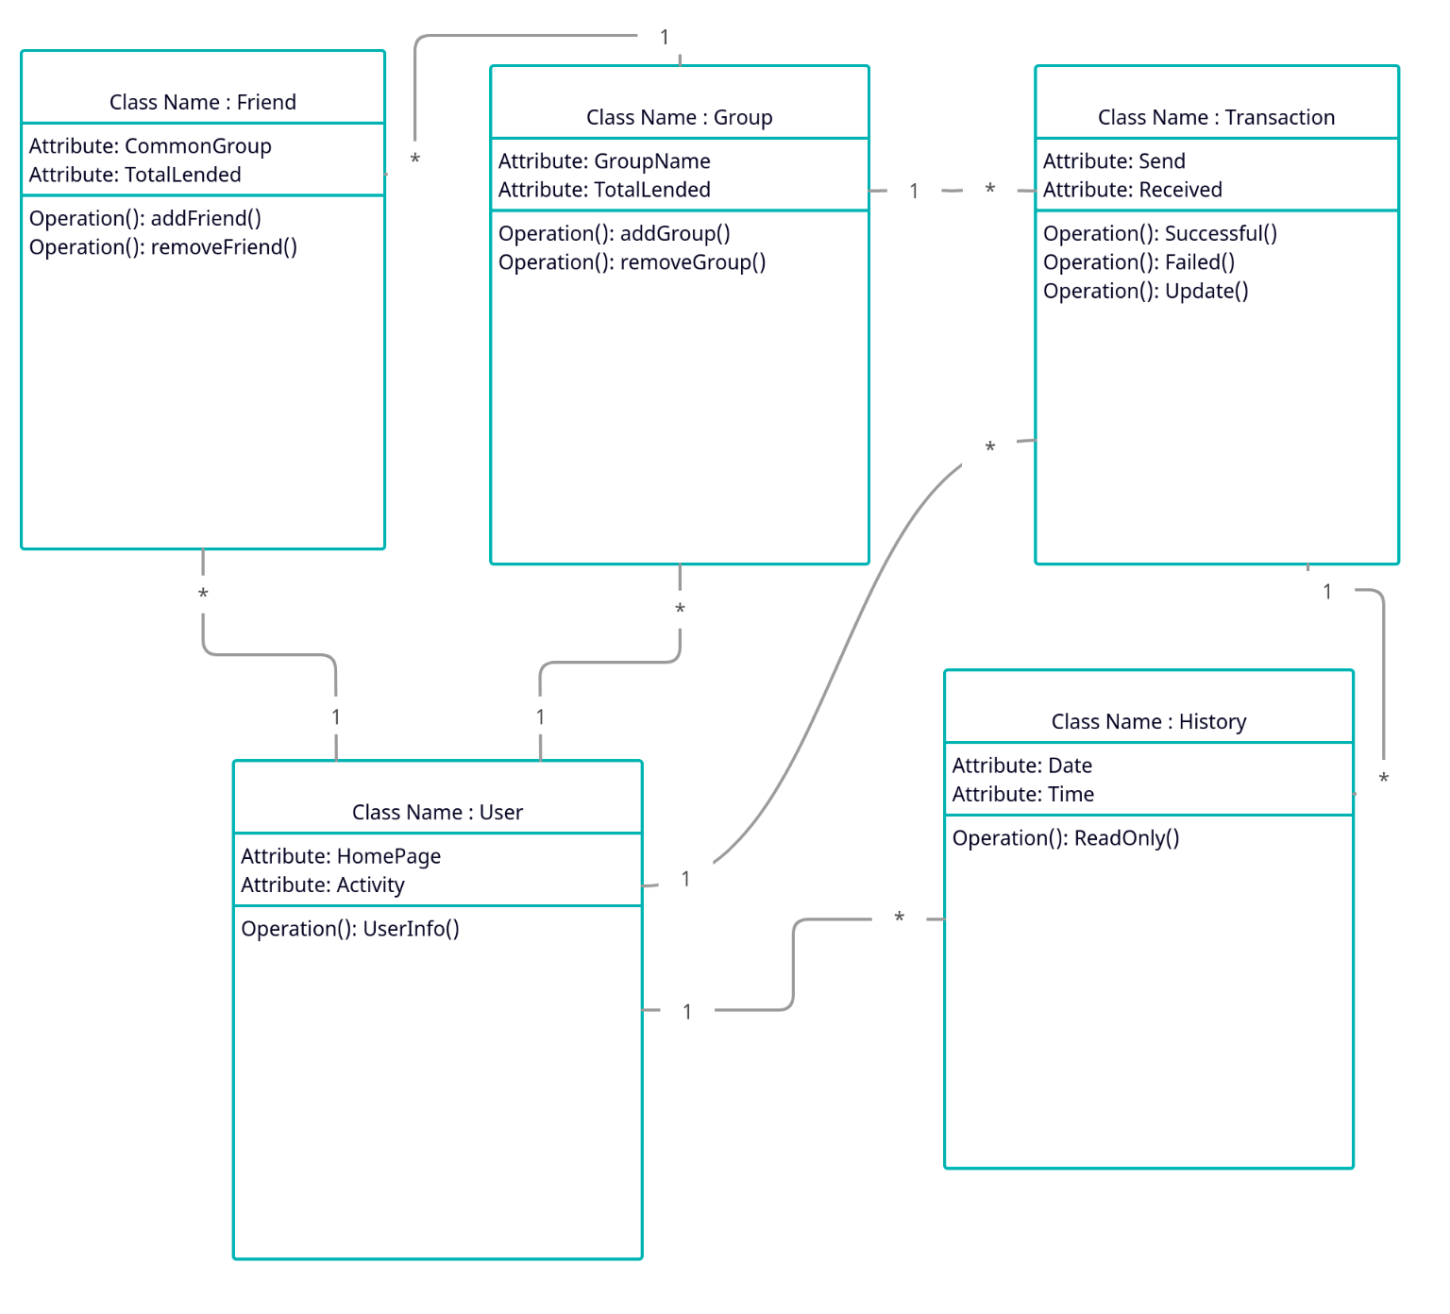 1
*
Class Name : Friend
Attribute: CommonGroup
Attribute: TotalLended
Operation(): addFriend()
Operation(): removeFriend()
Class Name : Group
Attribute: GroupName
Attribute: TotalLended
Operation(): addGroup()
Operation(): removeGroup()
1
*
Class Name : Transaction
Attribute: Send
Attribute: Received
Operation(): Successful()
Operation(): Failed()
Operation(): Update()
*
*
*
1
1
1
*
Class Name : User
Attribute: HomePage
Attribute: Activity
Operation(): UserInfo()
1
1
*
Class Name : History
Attribute: Date
Attribute: Time
Operation(): ReadOnly()